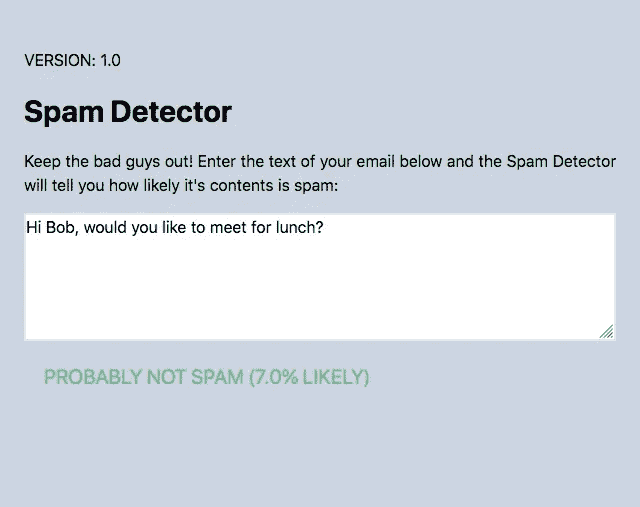 VERSION: 1.0
Spam Detector
Keep the bad guys out! Enter the text of your email below and the Spam Detector
will tell you how likely it's contents is spam:
Hi Bob, would you like to meet for lunch?
PROBABLY NOT SPAM (7.0% LIKELY)